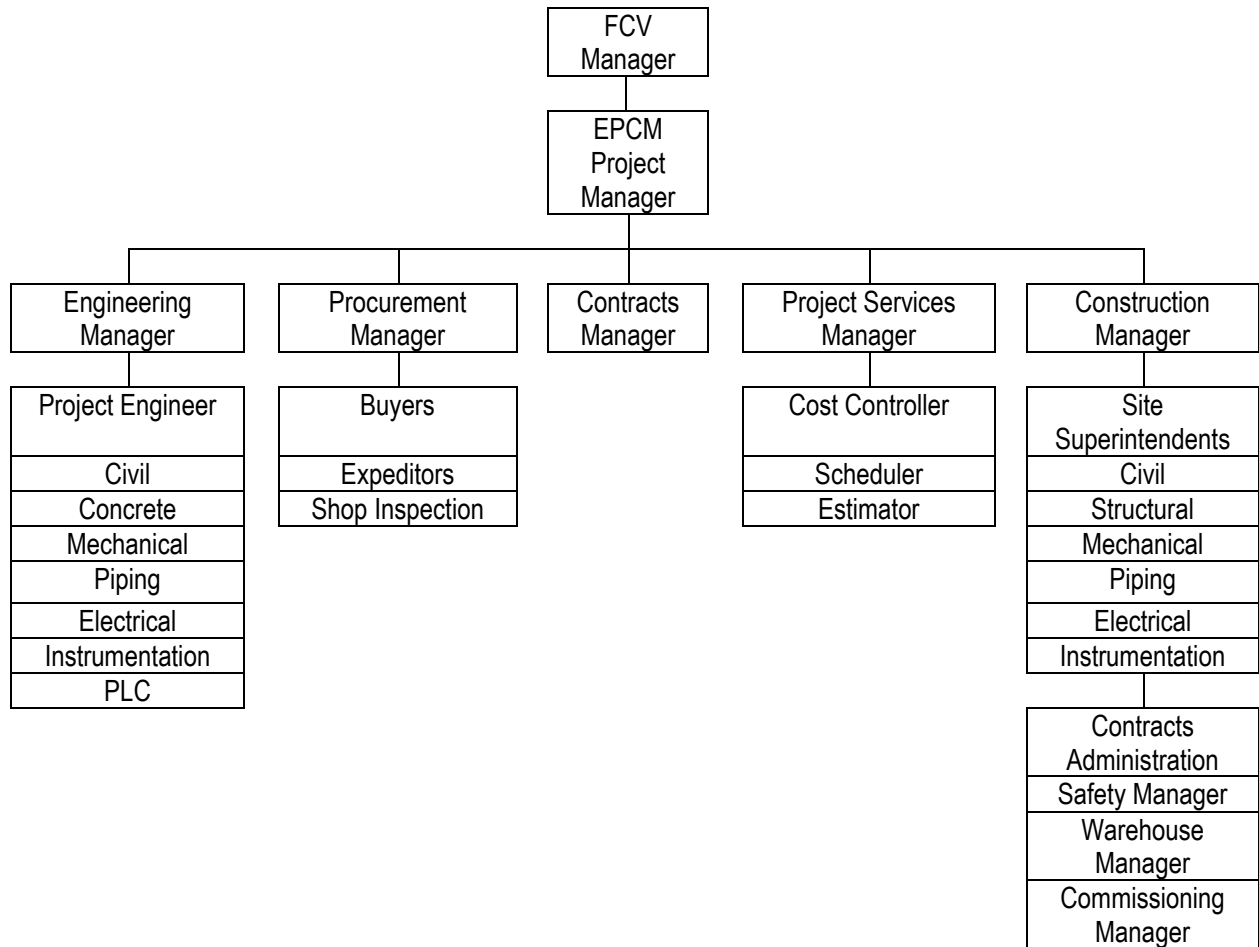 FCV
Manager
EPCM
Project
Manager
Engineering
Manager
Procurement
Manager
Contracts
Manager
Project Services
Manager
Construction
Manager
Project Engineer
Civil
Concrete
Mechanical
Piping
Electrical
Instrumentation
PLC
Buyers
Expeditors
Shop Inspection
Cost Controller
Scheduler
Estimator
Site
Superintendents
Civil
Structural
Mechanical
Piping
Electrical
Instrumentation
Contracts
Administration
Safety Manager
Warehouse
Manager
Commissioning
Manager